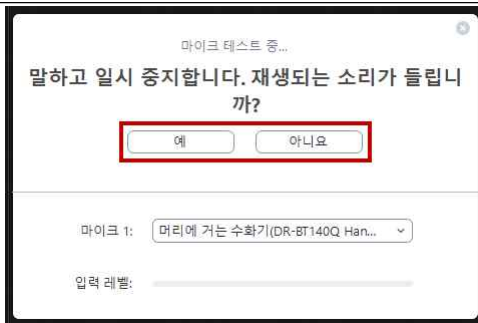 마이크 테스트 중...
말하고 일시 중지합니다. 재생되는 소리가 들립니
까?
예 아니요
마이크 1: 머리에 거는 수화기(DR-BT140Q Han...
입력 레벨: